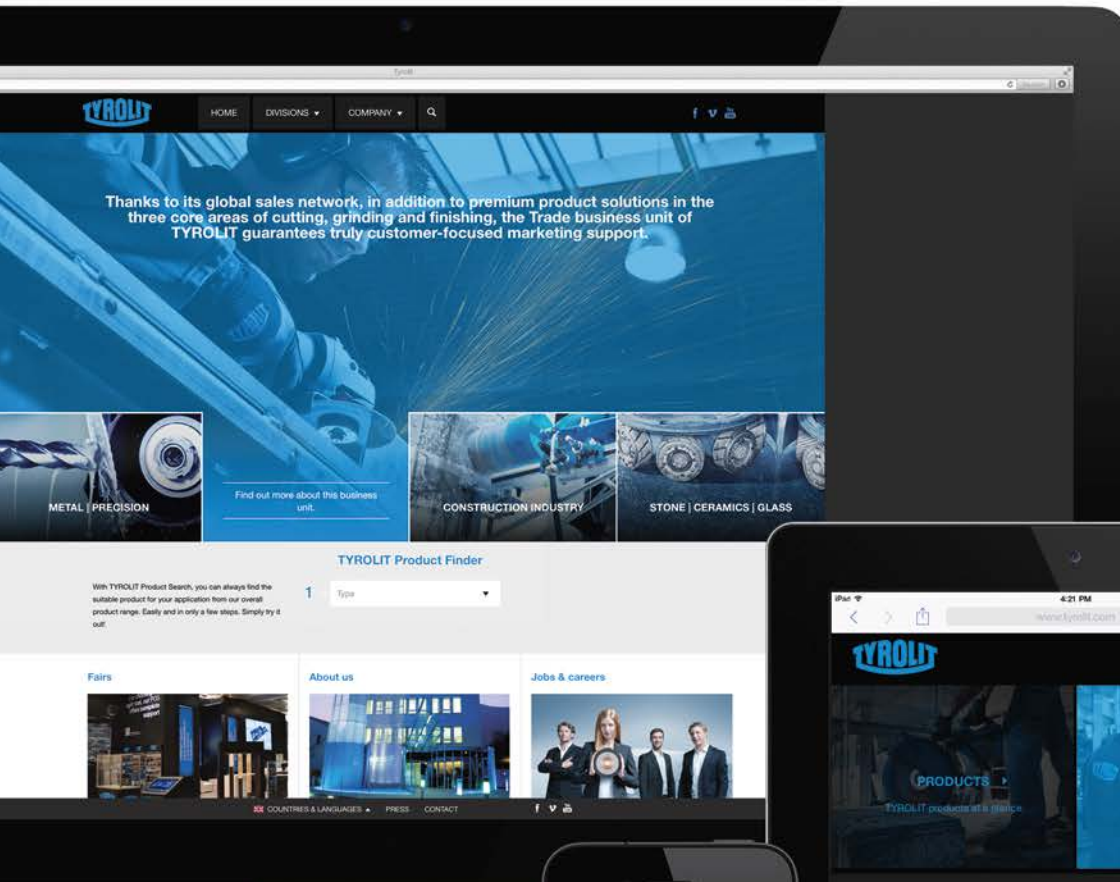 Tyrolit
TYROLIT
HOME
DIVISIONS
COMPANY
Thanks to its global sales network, in addition to premium product solutions in the
three core areas of cutting, grinding and finishing, the Trade business unit of
TYROLIT guarantees truly customer-focused marketing support.
METAL | PRECISION
Find out more about this business
unit.
CONSTRUCTION INDUSTRY
STONE | CERAMICS | GLASS
TYROLIT Product Finder
With TYROLIT Product Search, you can always find the
suitable product for your application from our overall
product range. Easily and in only a few steps. Simply try it
out!
1
Type
Fairs
About us
Jobs & careers
support
COUNTRIES & LANGUAGES
PRESS
CONTACT
iPad
4:21 PM
www.tyrolit.com
TYROLIT
PRODUCTS
TYROLIT products at a glance